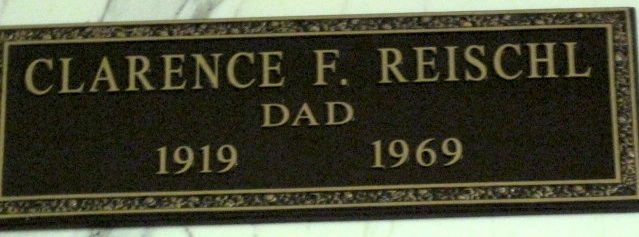 CLARENCE F. REISCHL
DAD
1919 1969